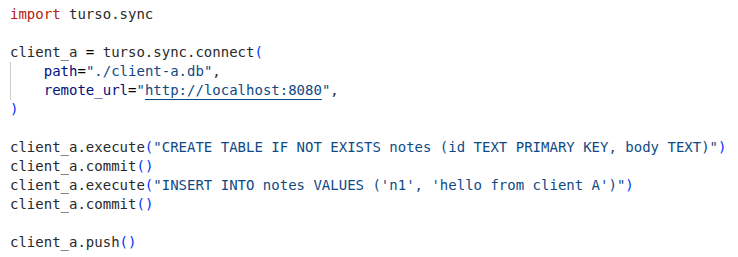 import turso.sync

client_a = turso.sync.connect(
    path="./client-a.db",
    remote_url="http://localhost:8080",
)

client_a.execute("CREATE TABLE IF NOT EXISTS notes (id TEXT PRIMARY KEY, body TEXT)")
client_a.commit()
client_a.execute("INSERT INTO notes VALUES ('n1', 'hello from client A')")
client_a.commit()

client_a.push()